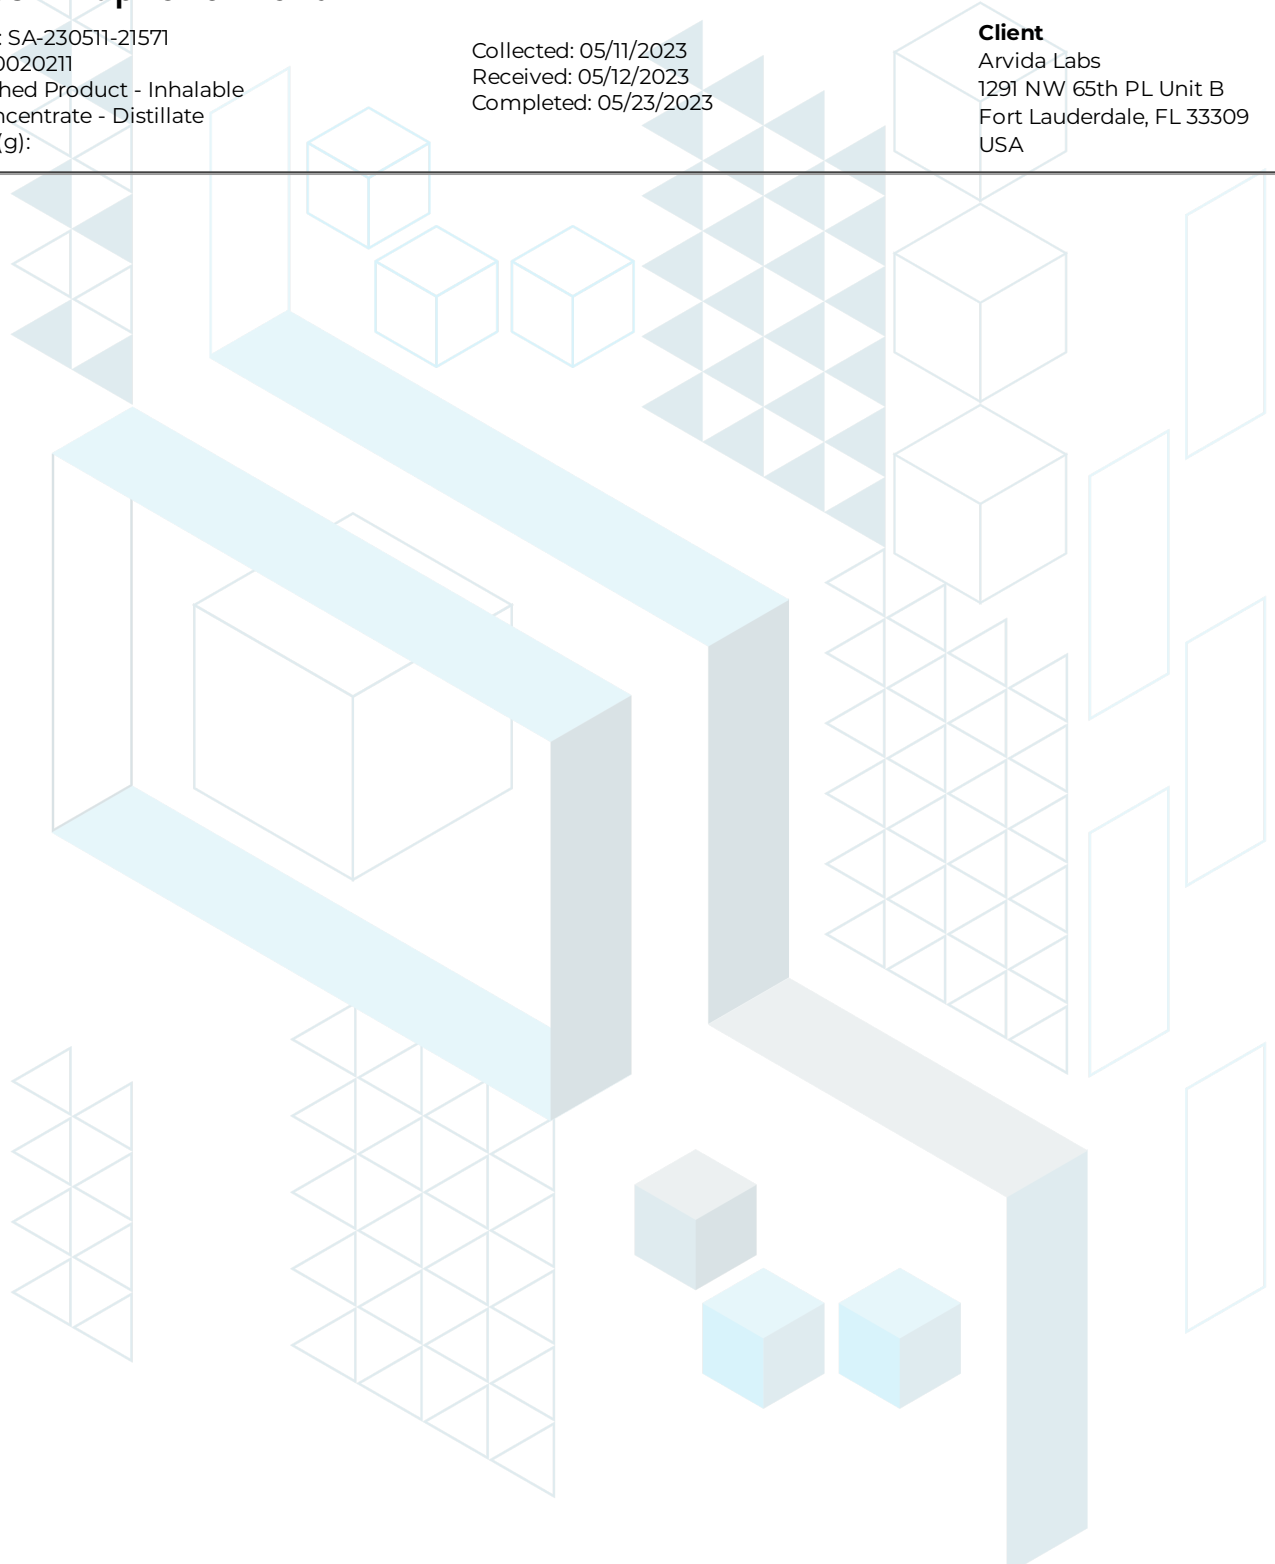 : SA-230511-21571
0020211
hed Product - Inhalable
centrate - Distillate
(g):
Collected: 05/11/2023
Received: 05/12/2023
Completed: 05/23/2023
Client
Arvida Labs
1291 NW 65th PL Unit B
Fort Lauderdale, FL 33309
USA